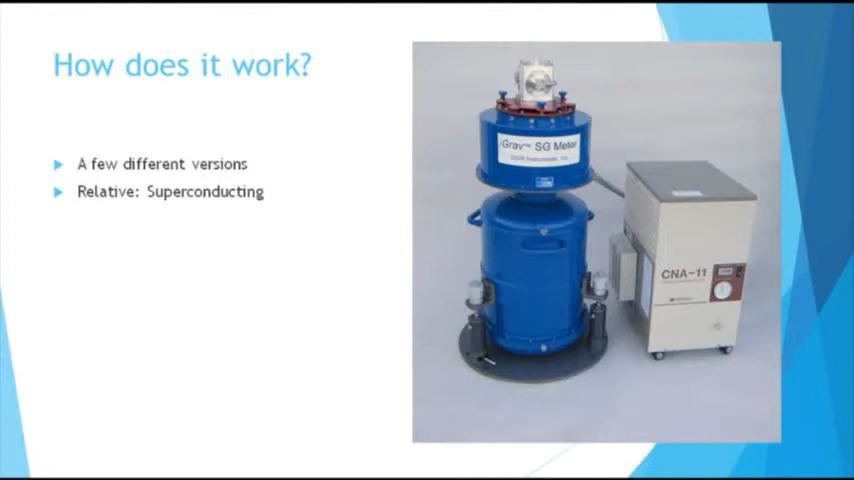 How does it work?
A few different versions
Relative: Superconducting
iGrav™ SG Meter
CNA-11